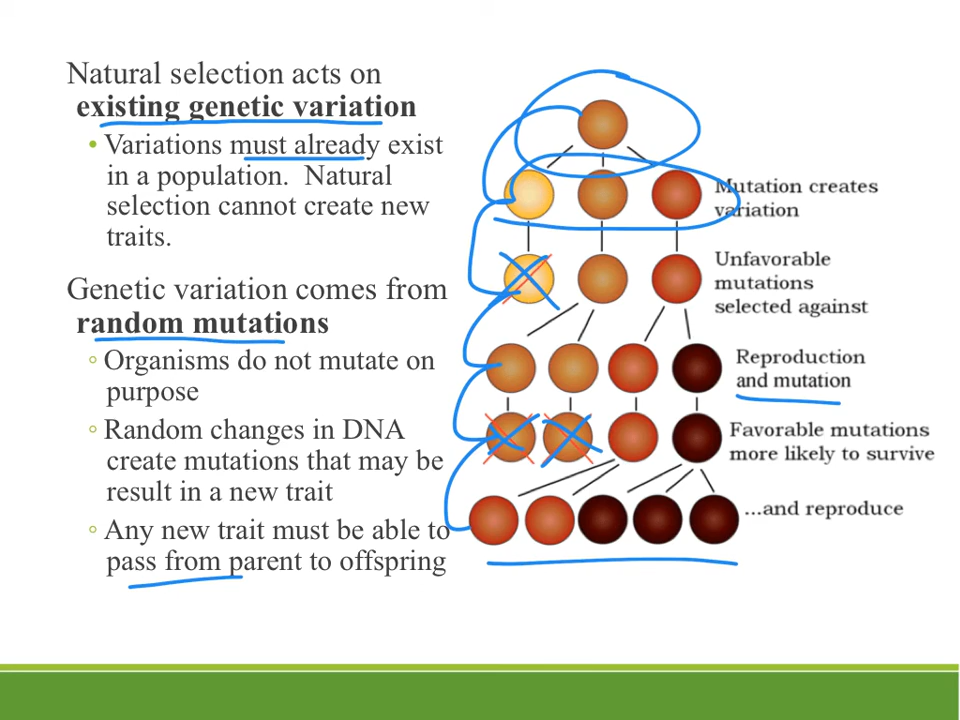 Natural selection acts on
existing genetic variation
• Variations must already exist
in a population. Natural
selection cannot create new
traits.
Genetic variation comes from
random mutations
◦ Organisms do not mutate on
purpose
◦ Random changes in DNA
create mutations that may be
result in a new trait
◦ Any new trait must be able to
pass from parent to offspring
Mutation creates
variation
Unfavorable
mutations
selected against
Reproduction
and mutation
Favorable mutations
more likely to survive
...and reproduce